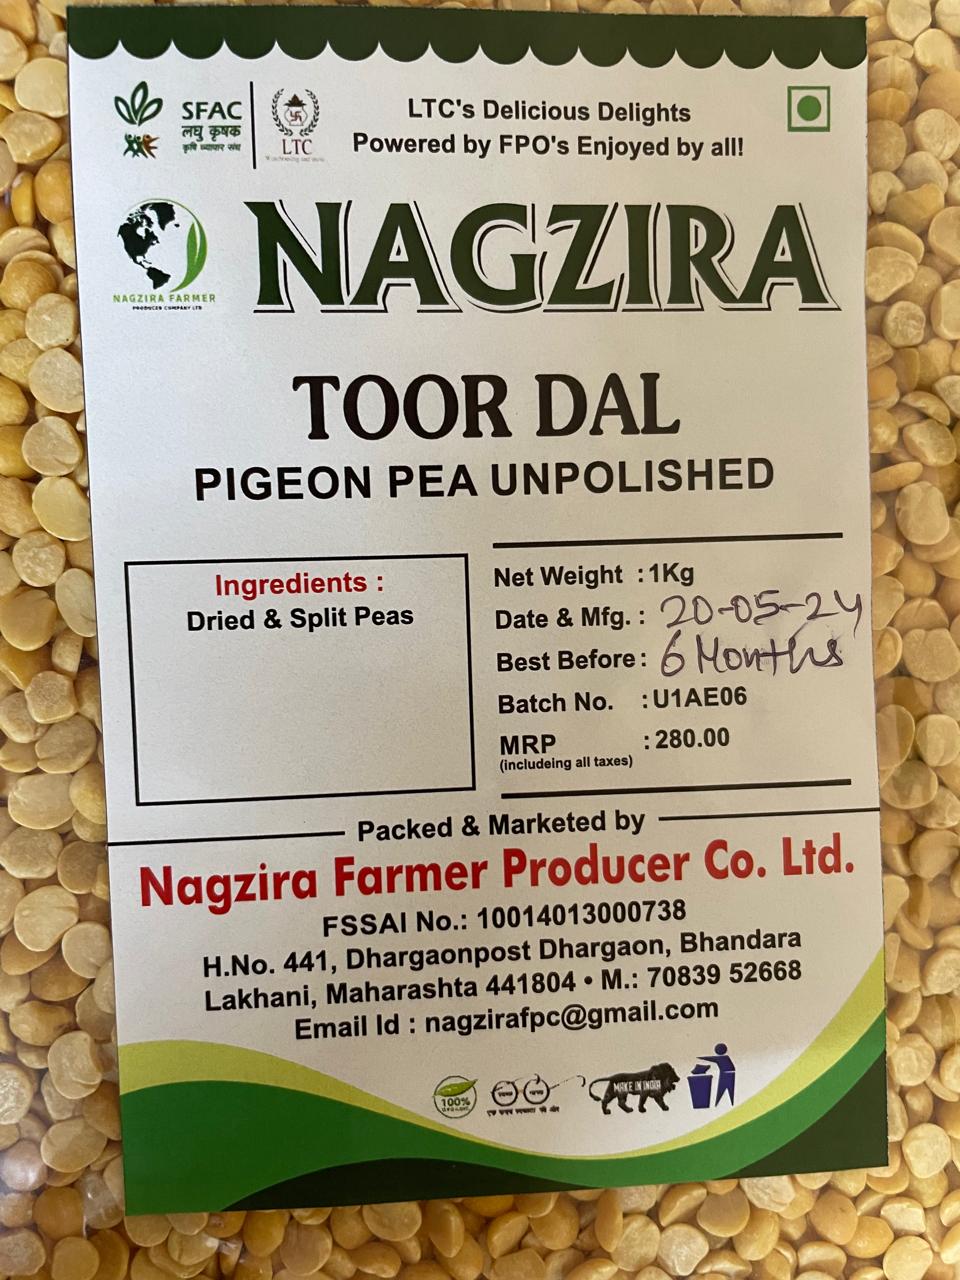 SFAC
लघु कृषक
कृषि व्यापार संघ
LTC
LTC's Delicious Delights
Powered by FPO's Enjoyed by all!
NAGZIRA
NAGZIRA FARMER
PRODUCER COMPANY LTD
TOOR DAL
PIGEON PEA UNPOLISHED
Ingredients :
Dried & Split Peas
Net Weight : 1Kg
Date & Mfg. : 20-05-24
Best Before : 6 Months
Batch No. : U1AE06
MRP : 280.00
(includeing all taxes)
Packed & Marketed by
Nagzira Farmer Producer Co. Ltd.
FSSAI No.: 10014013000738
H.No. 441, Dhargaonpost Dhargaon, Bhandara
Lakhani, Maharashta 441804 • M.: 70839 52668
Email Id : nagzirafpc@gmail.com
100%
MAKE IN INDIA